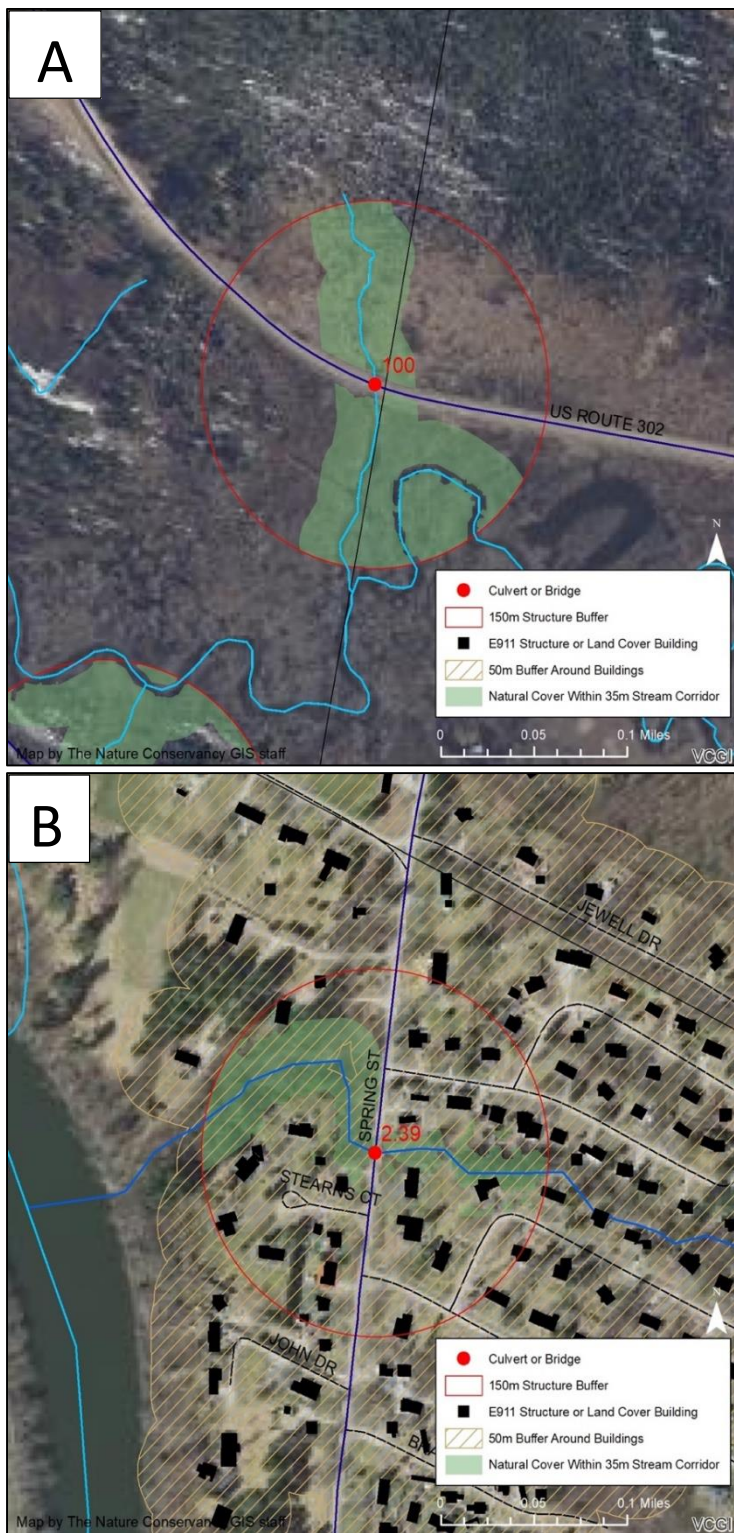 A
100
US ROUTE 302
N
Culvert or Bridge
150m Structure Buffer
E911 Structure or Land Cover Building
50m Buffer Around Buildings
Natural Cover Within 35m Stream Corridor
0 0.05 0.1 Miles
Map by The Nature Conservancy GIS staff
VCGI
B
JEWELL DR
SPRING ST
2.39
STEARNS CT
JOHN DR
N
Culvert or Bridge
150m Structure Buffer
E911 Structure or Land Cover Building
50m Buffer Around Buildings
Natural Cover Within 35m Stream Corridor
0 0.05 0.1 Miles
Map by The Nature Conservancy GIS staff
VCGI